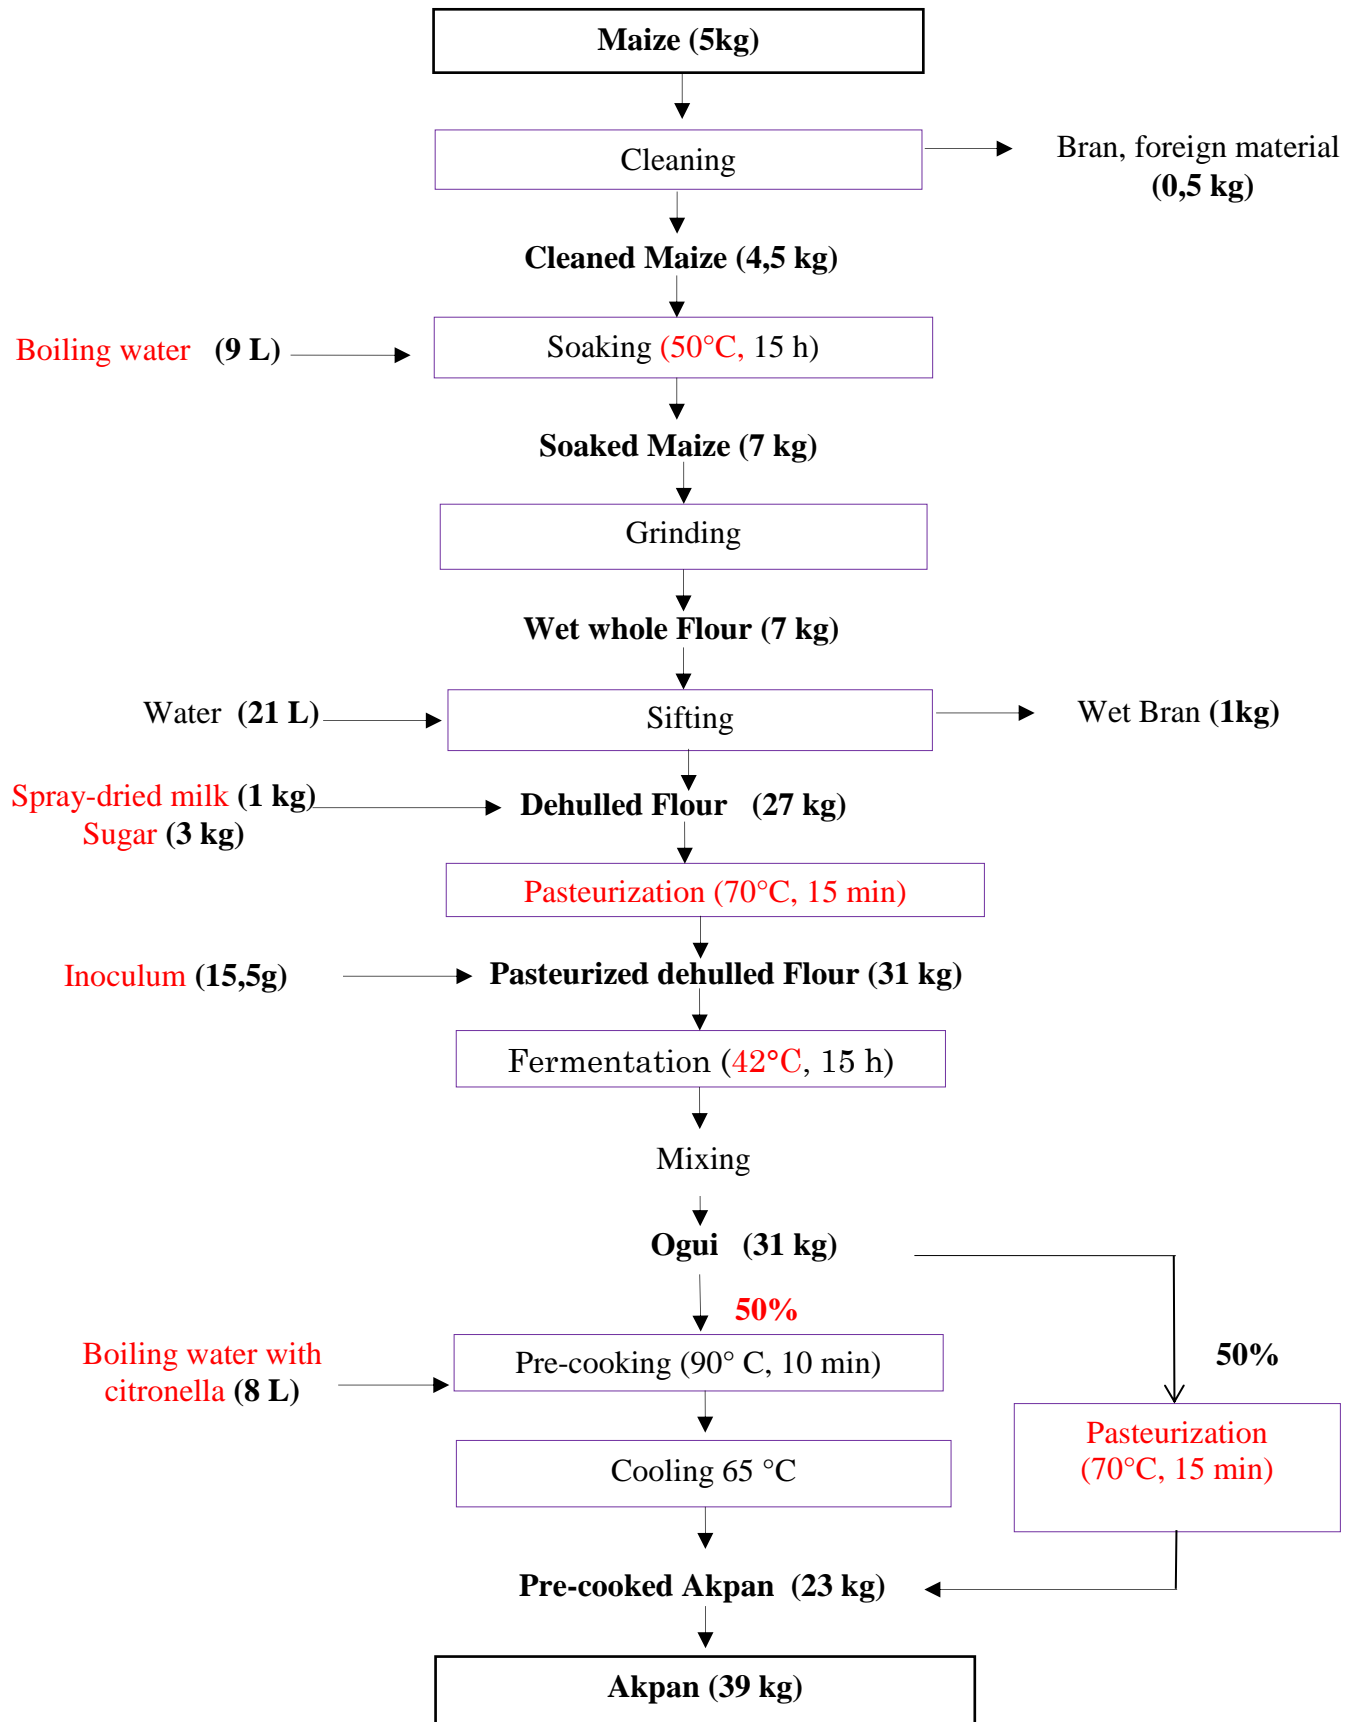 Maize (5kg)
Cleaning
Bran, foreign material
(0,5 kg)
Cleaned Maize (4,5 kg)
Boiling water (9 L)
Soaking (50°C, 15 h)
Soaked Maize (7 kg)
Grinding
Wet whole Flour (7 kg)
Water (21 L)
Sifting
Wet Bran (1kg)
Spray-dried milk (1 kg)
Sugar (3 kg)
Dehulled Flour (27 kg)
Pasteurization (70°C, 15 min)
Inoculum (15,5g)
Pasteurized dehulled Flour (31 kg)
Fermentation (42°C, 15 h)
Mixing
Ogui (31 kg)
50%
Boiling water with
citronella (8 L)
Pre-cooking (90° C, 10 min)
50%
Pasteurization
(70°C, 15 min)
Cooling 65 °C
Pre-cooked Akpan (23 kg)
Akpan (39 kg)